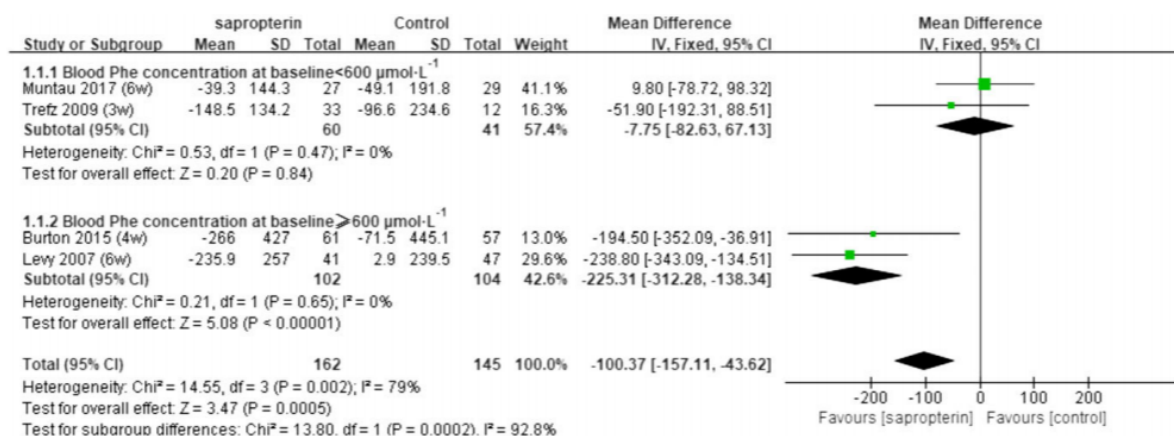 sapropterin Control Mean Difference Mean Difference
Study or Subgroup Mean SD Total Mean SD Total Weight IV, Fixed, 95% CI IV, Fixed, 95% CI
1.1.1 Blood Phe concentration at baseline<600 μmol·L⁻¹
Muntau 2017 (6w) -39.3 144.3 27 -49.1 191.8 29 41.1% 9.80 [-78.72, 98.32]
Trefz 2009 (3w) -148.5 134.2 33 -96.6 234.6 12 16.3% -51.90 [-192.31, 88.51]
Subtotal (95% CI) 60 41 57.4% -7.75 [-82.63, 67.13]
Heterogeneity: Chi² = 0.53, df = 1 (P = 0.47); I² = 0%
Test for overall effect: Z = 0.20 (P = 0.84)
1.1.2 Blood Phe concentration at baseline⩾600 μmol·L⁻¹
Burton 2015 (4w) -266 427 61 -71.5 445.1 57 13.0% -194.50 [-352.09, -36.91]
Levy 2007 (6w) -235.9 257 41 2.9 239.5 47 29.6% -238.80 [-343.09, -134.51]
Subtotal (95% CI) 102 104 42.6% -225.31 [-312.28, -138.34]
Heterogeneity: Chi² = 0.21, df = 1 (P = 0.65); I² = 0%
Test for overall effect: Z = 5.08 (P < 0.00001)
Total (95% CI) 162 145 100.0% -100.37 [-157.11, -43.62]
Heterogeneity: Chi² = 14.55, df = 3 (P = 0.002); I² = 79%
Test for overall effect: Z = 3.47 (P = 0.0005)
Test for subgroup differences: Chi² = 13.80, df = 1 (P = 0.0002), I² = 92.8%
-200 -100 0 100 200
Favours [sapropterin] Favours [control]